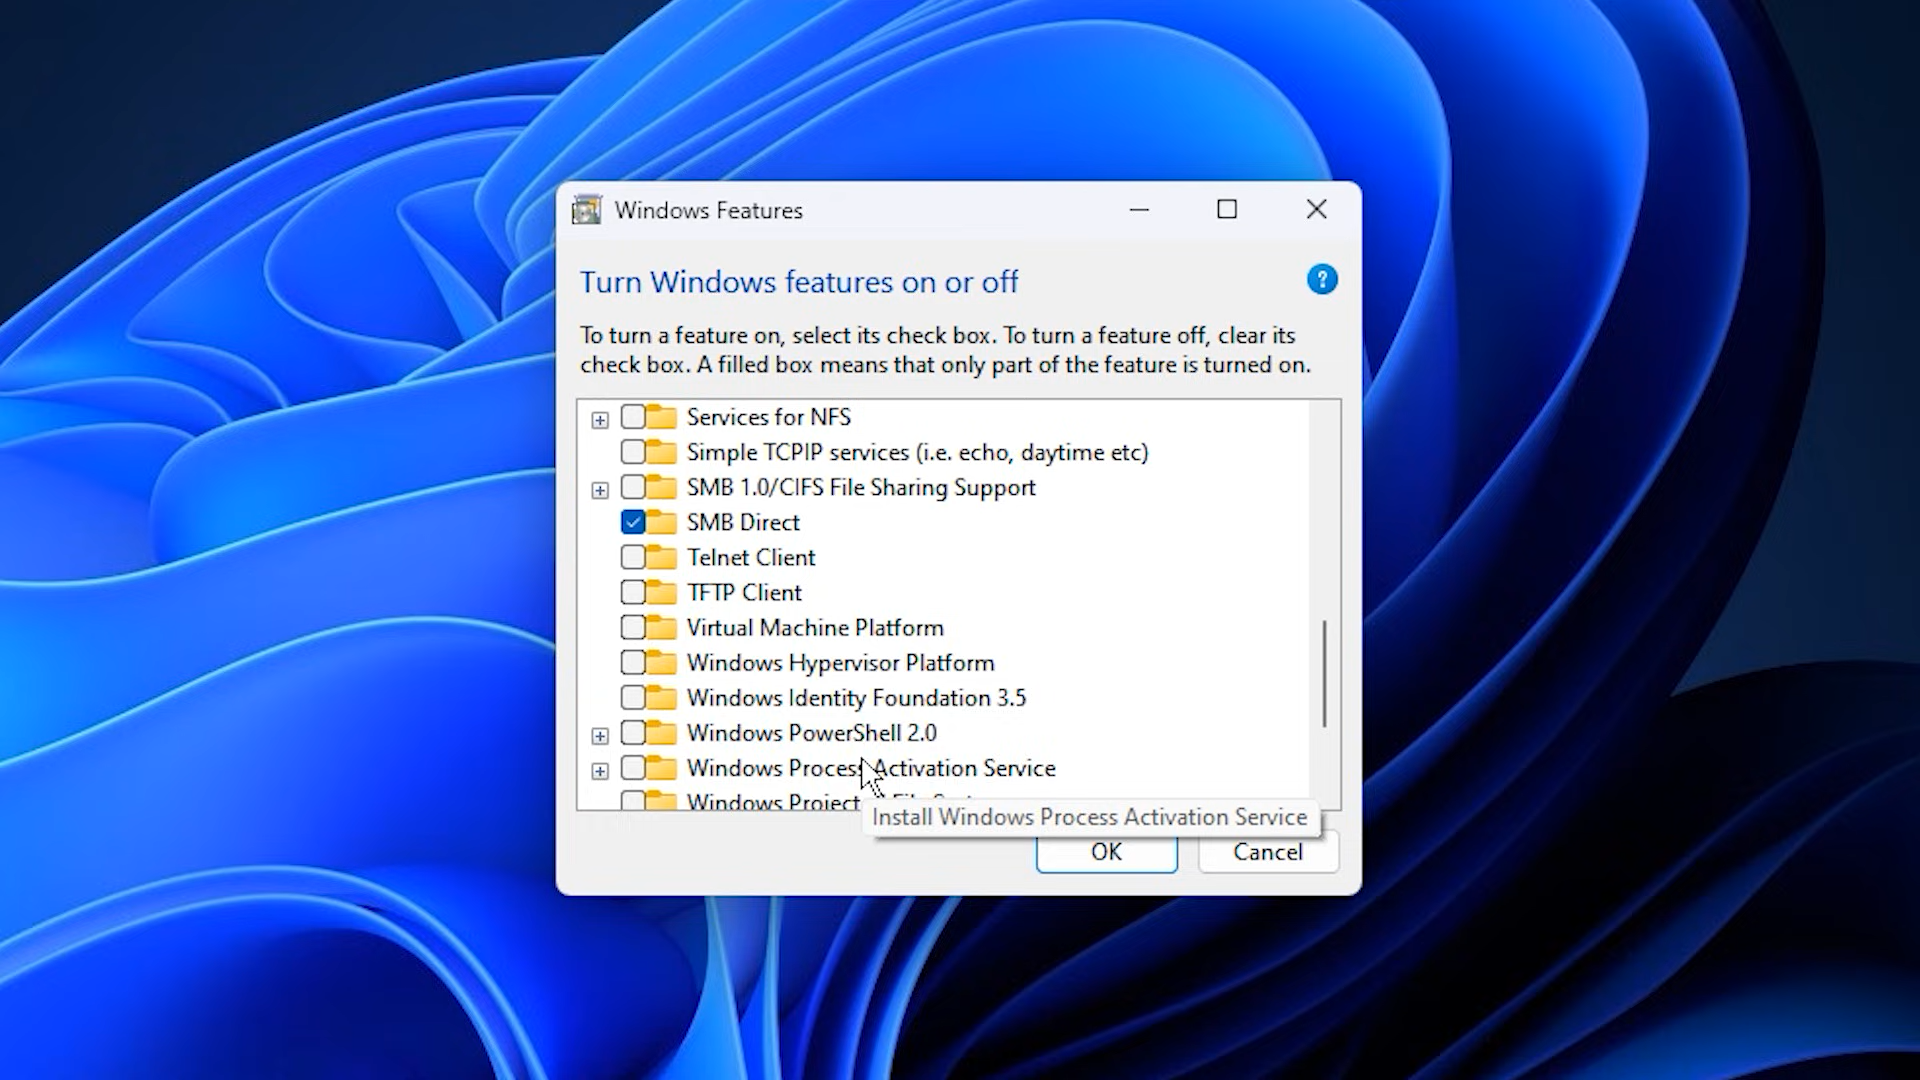 Windows Features
Turn Windows features on or off
?
To turn a feature on, select its check box. To turn a feature off, clear its
check box. A filled box means that only part of the feature is turned on.
Services for NFS
Simple TCPIP services (i.e. echo, daytime etc)
SMB 1.0/CIFS File Sharing Support
SMB Direct
Telnet Client
TFTP Client
Virtual Machine Platform
Windows Hypervisor Platform
Windows Identity Foundation 3.5
Windows PowerShell 2.0
Windows Process Activation Service
Windows
Install Windows Process Activation Service
OK
Cancel